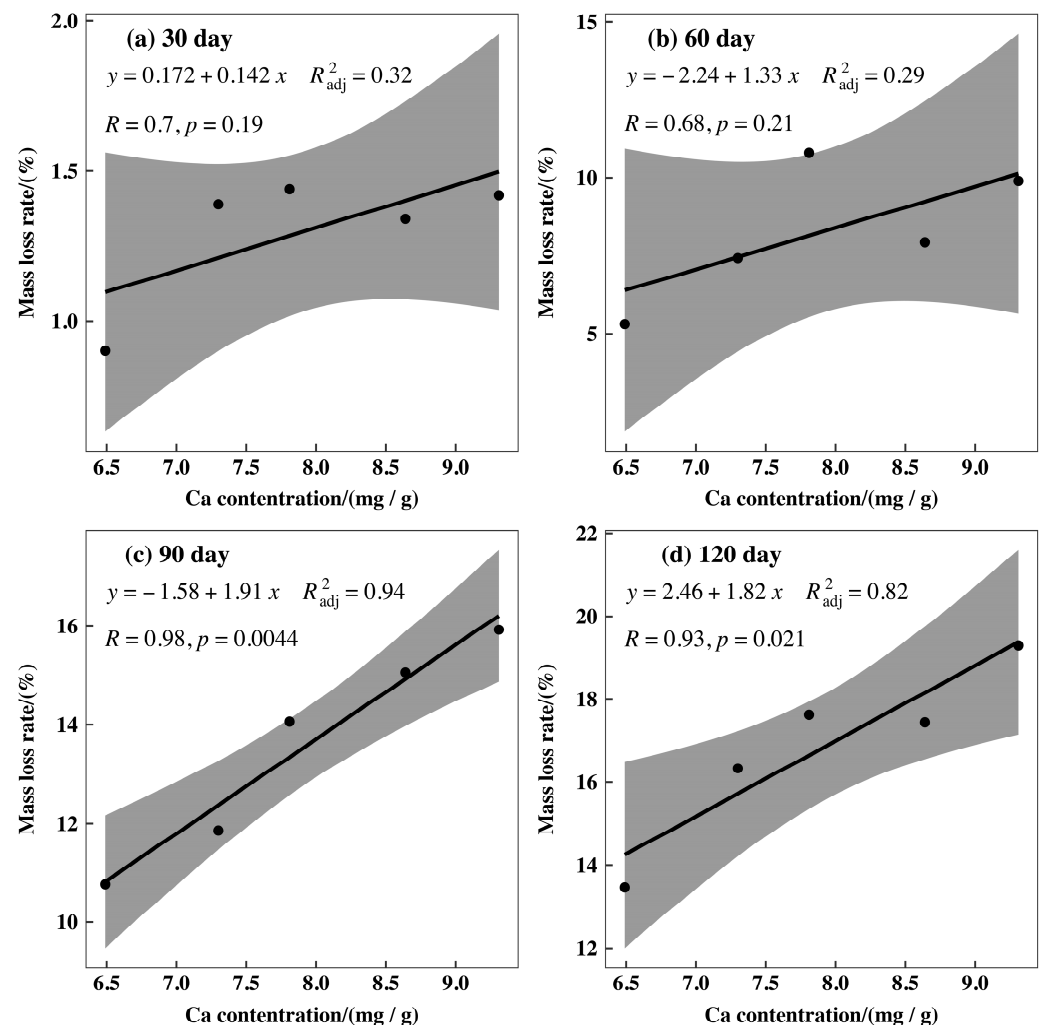 (a) 30 day
y = 0.172 + 0.142 x R²adj = 0.32
R = 0.7, p = 0.19
2.0
1.5
1.0
Mass loss rate/(%)
6.5 7.0 7.5 8.0 8.5 9.0
Ca contentration/(mg / g)
(b) 60 day
y = − 2.24 + 1.33 x R²adj = 0.29
R = 0.68, p = 0.21
15
10
5
Mass loss rate/(%)
6.5 7.0 7.5 8.0 8.5 9.0
Ca contentration/(mg / g)
(c) 90 day
y = − 1.58 + 1.91 x R²adj = 0.94
R = 0.98, p = 0.0044
16
14
12
10
Mass loss rate/(%)
6.5 7.0 7.5 8.0 8.5 9.0
Ca contentration/(mg / g)
(d) 120 day
y = 2.46 + 1.82 x R²adj = 0.82
R = 0.93, p = 0.021
22
20
18
16
14
12
Mass loss rate/(%)
6.5 7.0 7.5 8.0 8.5 9.0
Ca contentration/(mg / g)